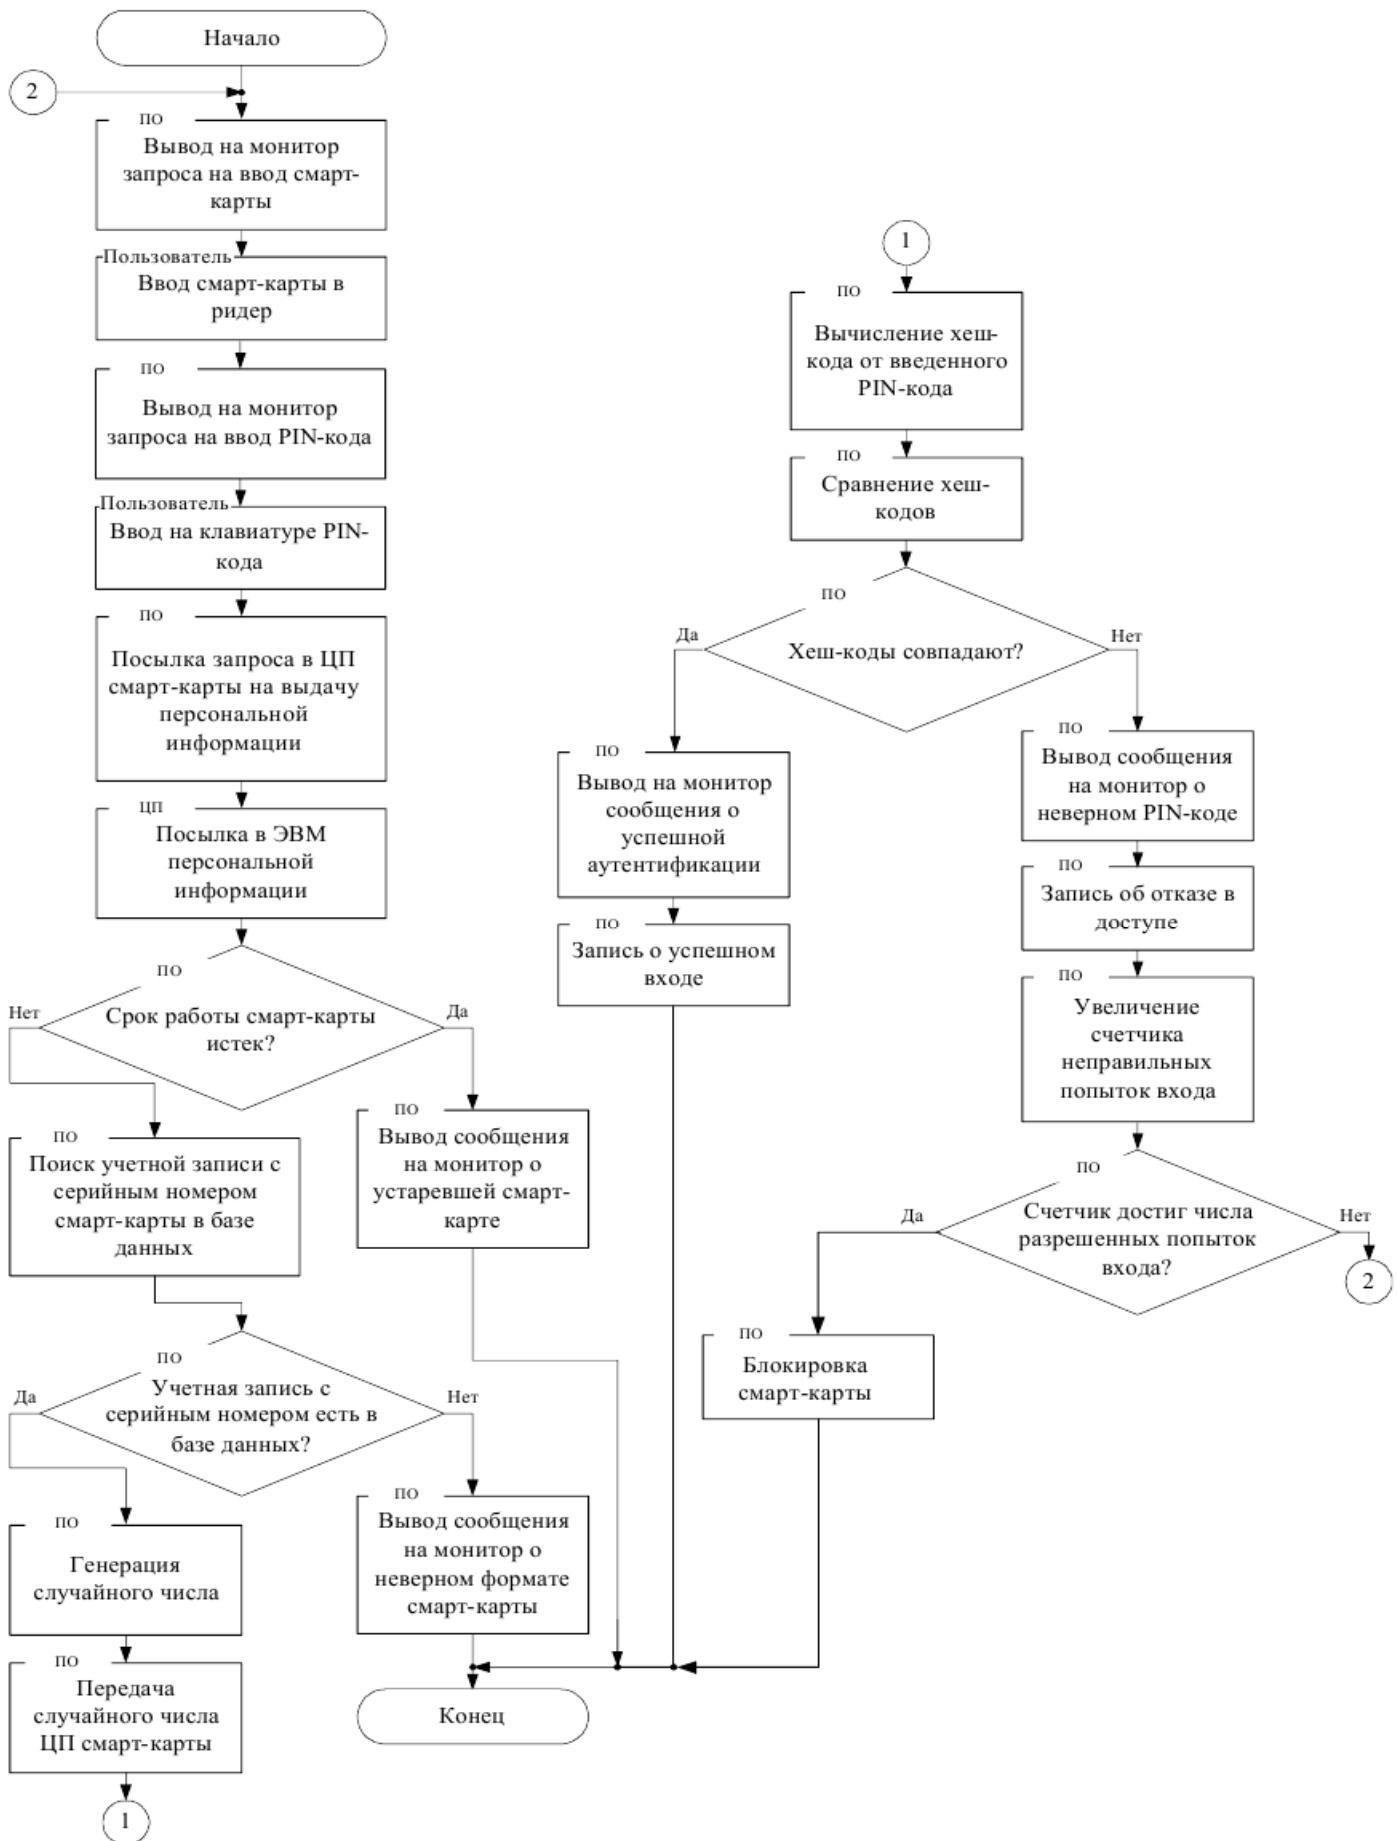 Начало
2
ПО
Вывод на монитор
запроса на ввод смарт-
карты
Пользователь
Ввод смарт-карты в
ридер
ПО
Вывод на монитор
запроса на ввод PIN-кода
Пользователь
Ввод на клавиатуре PIN-
кода
ПО
Посылка запроса в ЦП
смарт-карты на выдачу
персональной
информации
ЦП
Посылка в ЭВМ
персональной
информации
ПО
Нет
Да
Срок работы смарт-карты
истек?
ПО
Поиск учетной записи с
серийным номером
смарт-карты в базе
данных
ПО
Вывод сообщения
на монитор о
устаревшей смарт-
карте
ПО
Да
Нет
Учетная запись с
серийным номером есть в
базе данных?
ПО
Генерация
случайного числа
ПО
Вывод сообщения
на монитор о
неверном формате
смарт-карты
ПО
Передача
случайного числа
ЦП смарт-карты
1
Конец
1
ПО
Вычисление хеш-
кода от введенного
PIN-кода
ПО
Сравнение хеш-
кодов
ПО
Да
Нет
Хеш-коды совпадают?
ПО
Вывод на монитор
сообщения о
успешной
аутентификации
ПО
Запись о успешном
входе
ПО
Вывод сообщения
на монитор о
неверном PIN-коде
ПО
Запись об отказе в
доступе
ПО
Увеличение
счетчика
неправильных
попыток входа
ПО
Да
Нет
Счетчик достиг числа
разрешенных попыток
входа?
2
ПО
Блокировка
смарт-карты